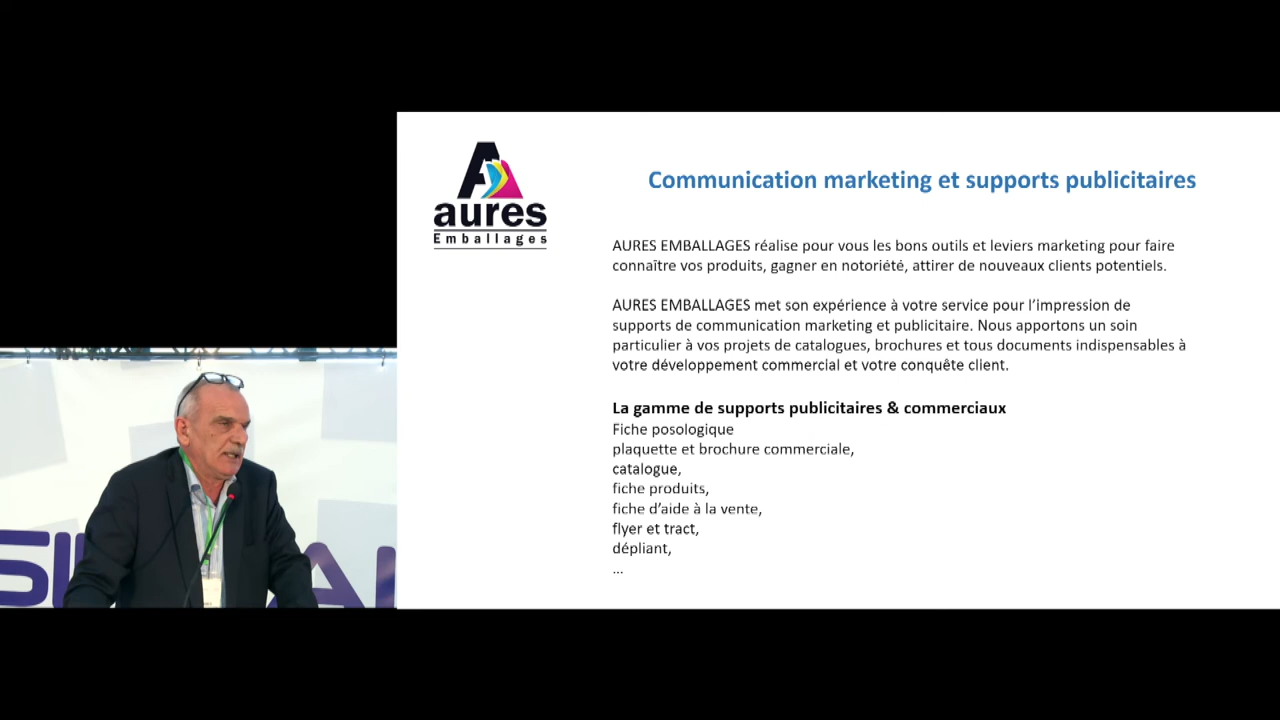 aures
Emballages
Communication marketing et supports publicitaires
AURES EMBALLAGES réalise pour vous les bons outils et leviers marketing pour faire
connaître vos produits, gagner en notoriété, attirer de nouveaux clients potentiels.
AURES EMBALLAGES met son expérience à votre service pour l’impression de
supports de communication marketing et publicitaire. Nous apportons un soin
particulier à vos projets de catalogues, brochures et tous documents indispensables à
votre développement commercial et votre conquête client.
La gamme de supports publicitaires & commerciaux
Fiche posologique
plaquette et brochure commerciale,
catalogue,
fiche produits,
fiche d’aide à la vente,
flyer et tract,
dépliant,
...